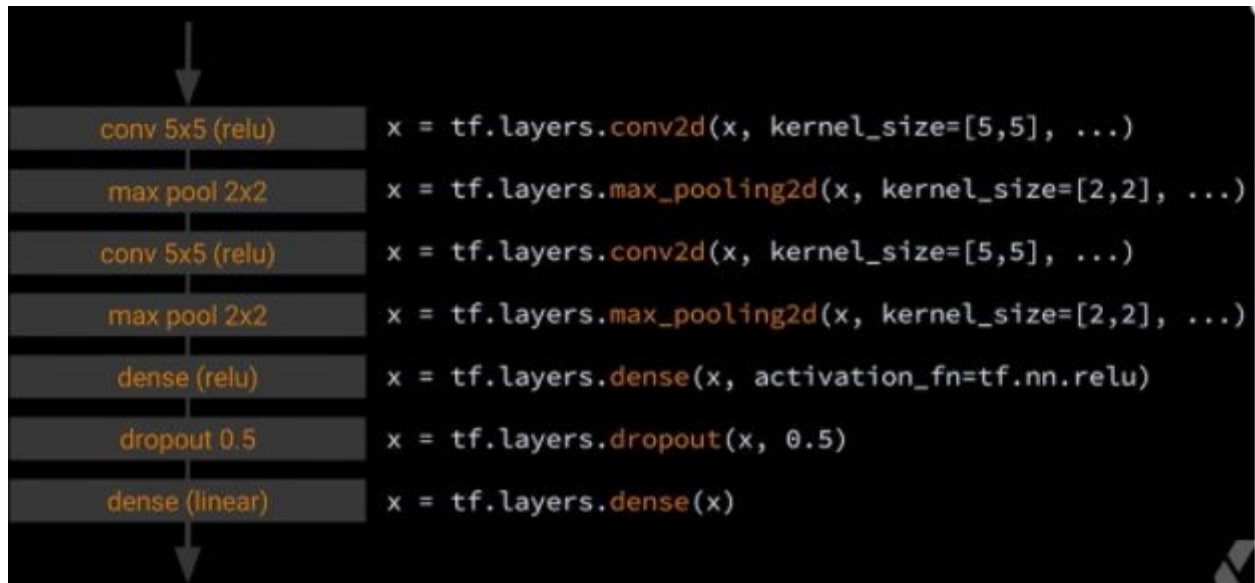 conv 5x5 (relu) x = tf.layers.conv2d(x, kernel_size=[5,5], ...)
max pool 2x2 x = tf.layers.max_pooling2d(x, kernel_size=[2,2], ...)
conv 5x5 (relu) x = tf.layers.conv2d(x, kernel_size=[5,5], ...)
max pool 2x2 x = tf.layers.max_pooling2d(x, kernel_size=[2,2], ...)
dense (relu) x = tf.layers.dense(x, activation_fn=tf.nn.relu)
dropout 0.5 x = tf.layers.dropout(x, 0.5)
dense (linear) x = tf.layers.dense(x)